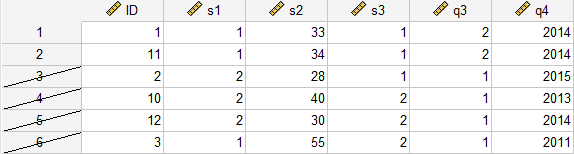 ID s1 s2 s3 q3 q4
1 1 1 33 1 2 2014
2 11 1 34 1 2 2014
3 2 2 28 1 1 2015
4 10 2 40 2 1 2013
5 12 2 30 2 1 2014
6 3 1 55 2 1 2011